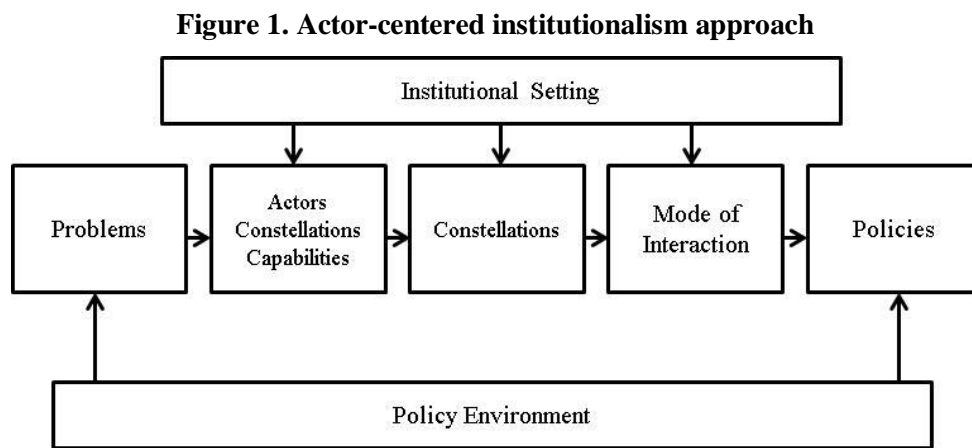 Figure 1. Actor-centered institutionalism approach
Institutional Setting
Problems
Actors
Constellations
Capabilities
Constellations
Mode of
Interaction
Policies
Policy Environment